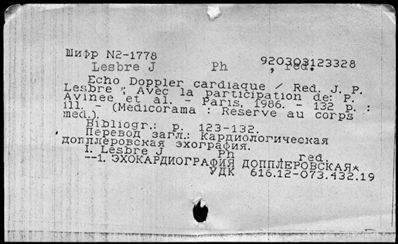 Шифр N2-1778 920303123328
Lesbre J Ph , red.
Echo Doppler cardiaque / Red. J. P.
Lesbre ; Avec la participation de: P.
Avinee et al. - Paris, 1986. - 132 p. :
ill. - (Medicorama : Reserve au corps
med.).
Bibliogr.: p. 123-132.
Перевод загл.: Кардиологическая
допплеровская эхография.
I. Lesbre J Ph , red.
--1. ЭХОКАРДИОГРАФИЯ ДОППЛЕРОВСКАЯ*
УДК 616.12-073.432.19